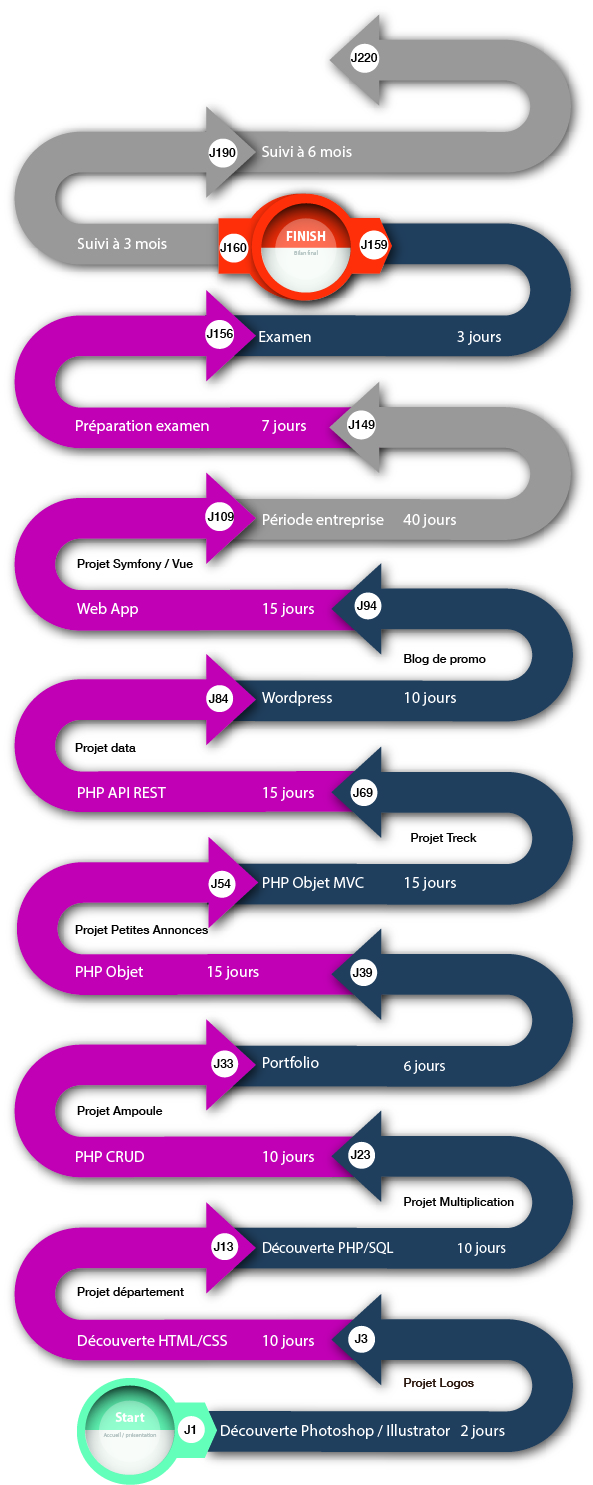 J220
J190
Suivi à 6 mois
Suivi à 3 mois
J160
FINISH
Bilan final
J159
J156
Examen
3 jours
Préparation examen
7 jours
J149
J109
Période entreprise
40 jours
Projet Symfony / Vue
Web App
15 jours
J94
Blog de promo
J84
Wordpress
10 jours
Projet data
PHP API REST
15 jours
J69
Projet Treck
J54
PHP Objet MVC
15 jours
Projet Petites Annonces
PHP Objet
15 jours
J39
J33
Portfolio
6 jours
Projet Ampoule
PHP CRUD
10 jours
J23
Projet Multiplication
J13
Découverte PHP/SQL
10 jours
Projet département
Découverte HTML/CSS
10 jours
J3
Projet Logos
Start
Accueil / présentation
J1
Découverte Photoshop / Illustrator
2 jours